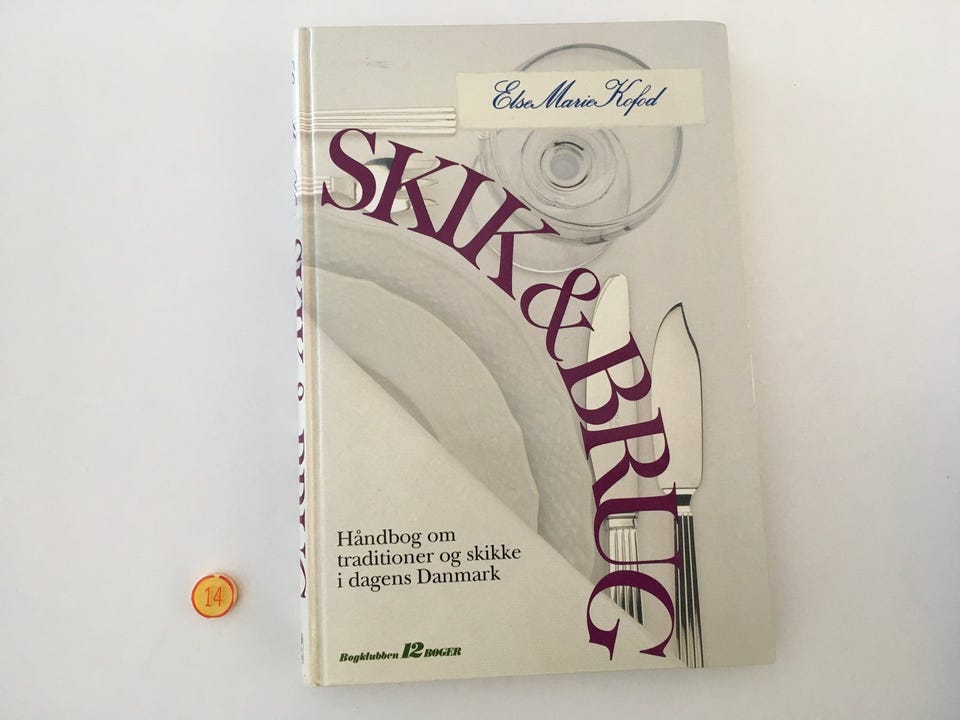 Else Marie Kofod
SKIK & BRUG
Håndbog om
traditioner og skikke
i dagens Danmark
Bogklubben 12 BØGER
14